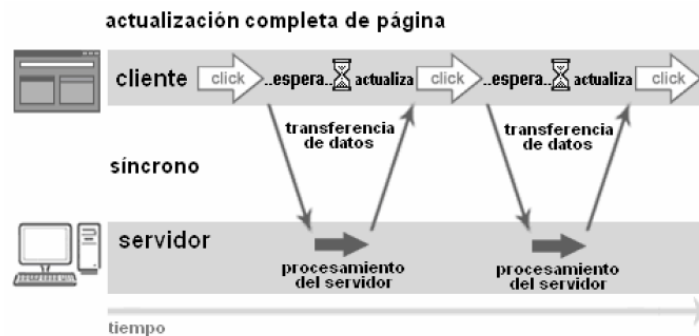 actualización completa de página
cliente click ..espera.. actualiza click ..espera.. actualiza click
transferencia
de datos
transferencia
de datos
síncrono
servidor
procesamiento
del servidor
procesamiento
del servidor
tiempo